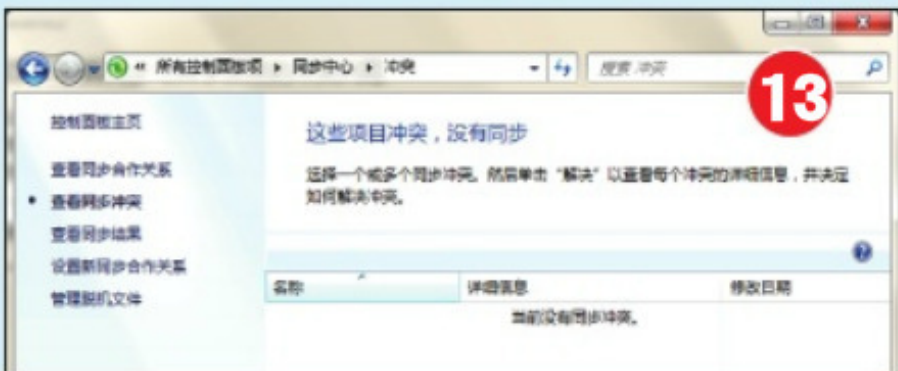 « 所有控制面板项 ▸ 同步中心 ▸ 冲突
搜索 冲突
13
控制面板主页
查看同步合作关系
查看同步冲突
查看同步结果
设置新同步合作关系
管理脱机文件
这些项目冲突，没有同步
选择一个或多个同步冲突。然后单击“解决”以查看每个冲突的详细信息，并决定
如何解决冲突。
名称 详细信息 修改日期
当前没有同步冲突。